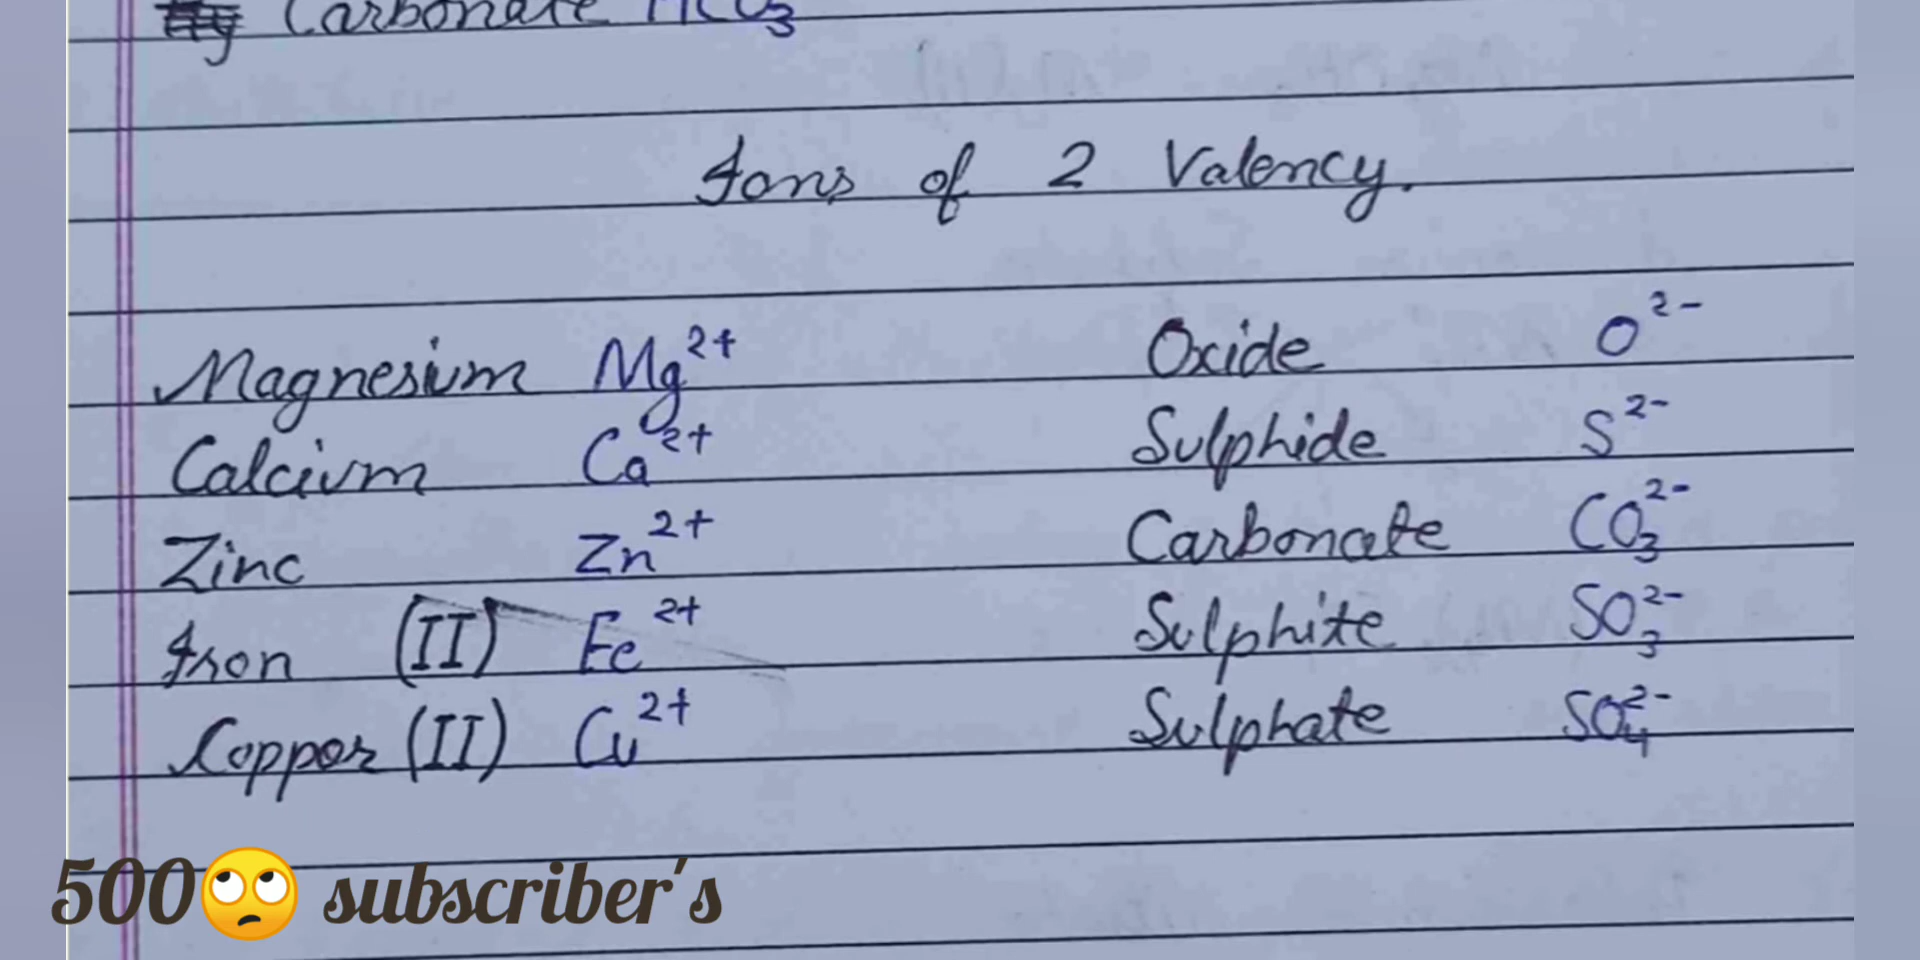 Carbonate HCO₃
Ions of 2 Valency.
Magnesium Mg²⁺ Oxide O²⁻
Calcium Ca²⁺ Sulphide S²⁻
Zinc Zn²⁺ Carbonate CO₃²⁻
Iron (II) Fe²⁺ Sulphite SO₃²⁻
Copper (II) Cu²⁺ Sulphate SO₄²⁻
500🙄 subscriber's